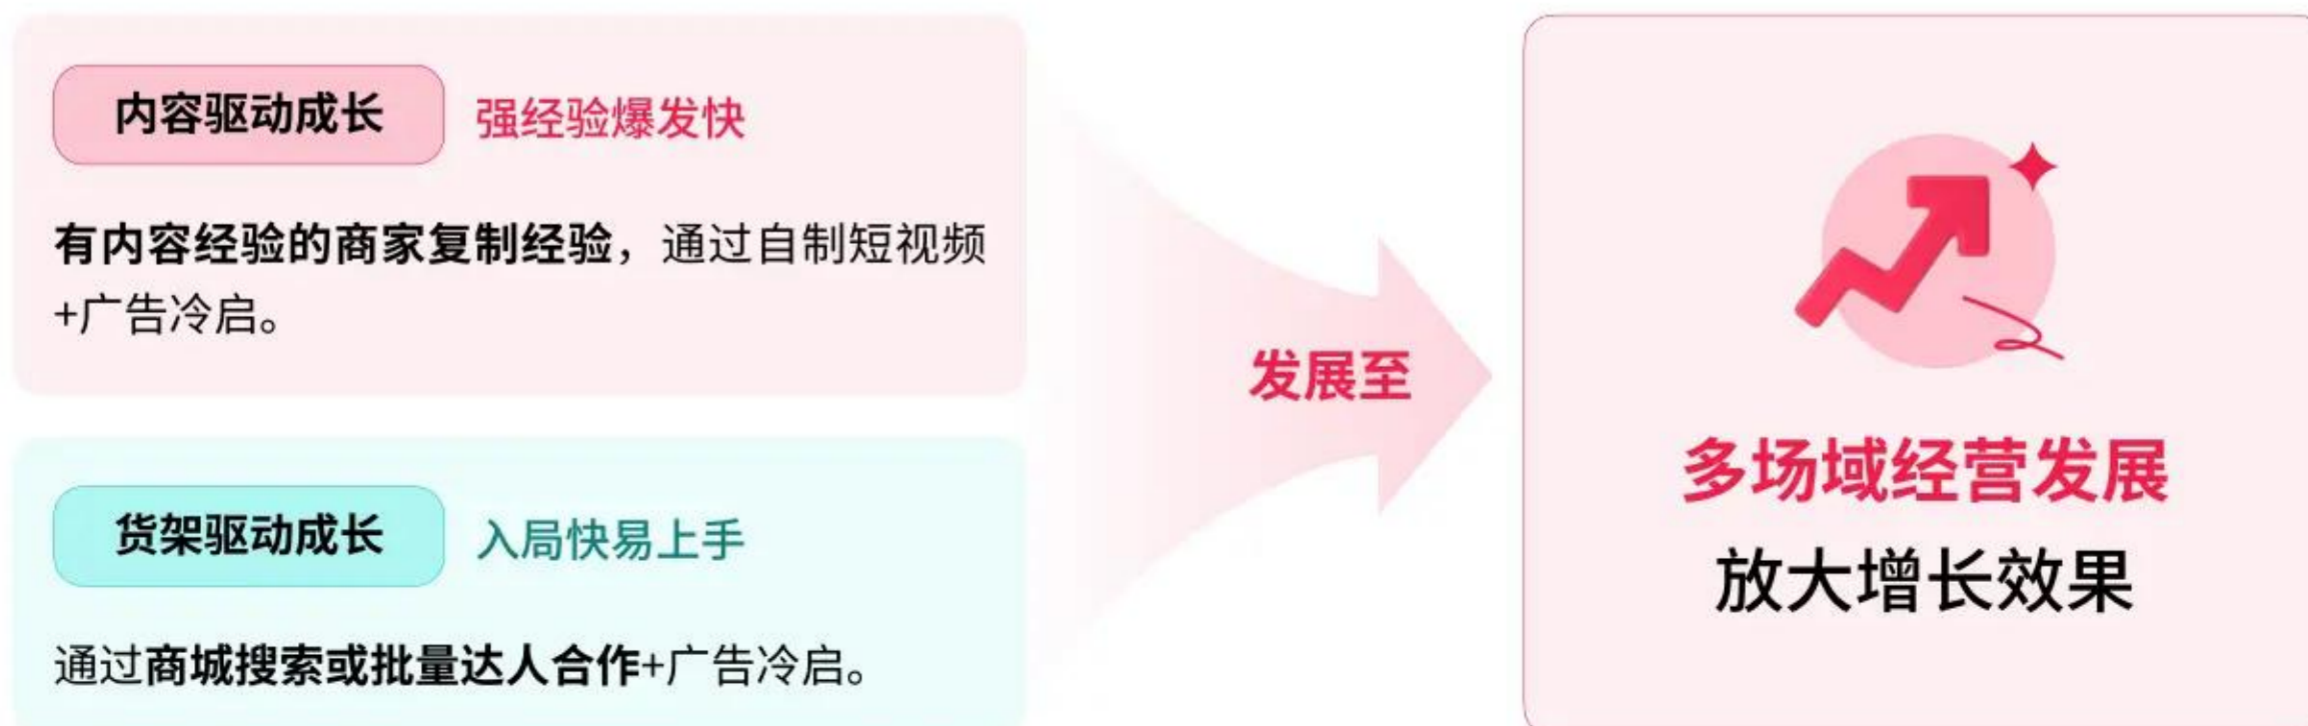 内容驱动成长
强经验爆发快
有内容经验的商家复制经验，通过自制短视频
+广告冷启。
货架驱动成长
入局快易上手
通过商城搜索或批量达人合作+广告冷启。
发展至
多场域经营发展
放大增长效果